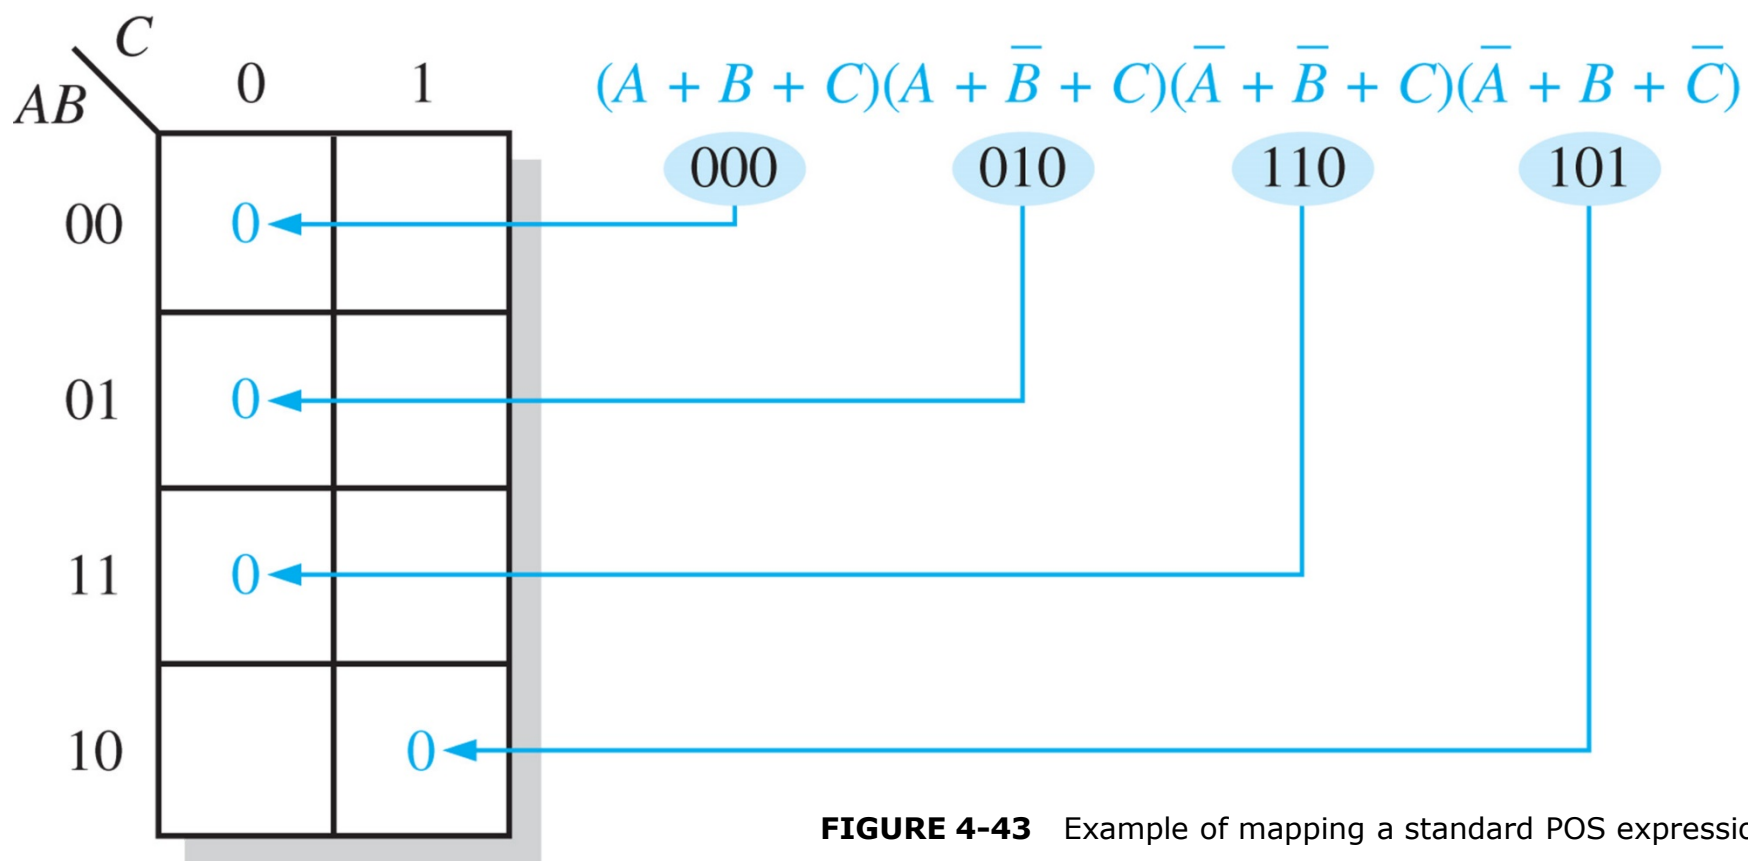 C
AB 0 1 (A + B + C)(A + B̅ + C)(A̅ + B̅ + C)(A̅ + B + C̅)
000 010 110 101
00 0
01 0
11 0
10 0
FIGURE 4-43 Example of mapping a standard POS